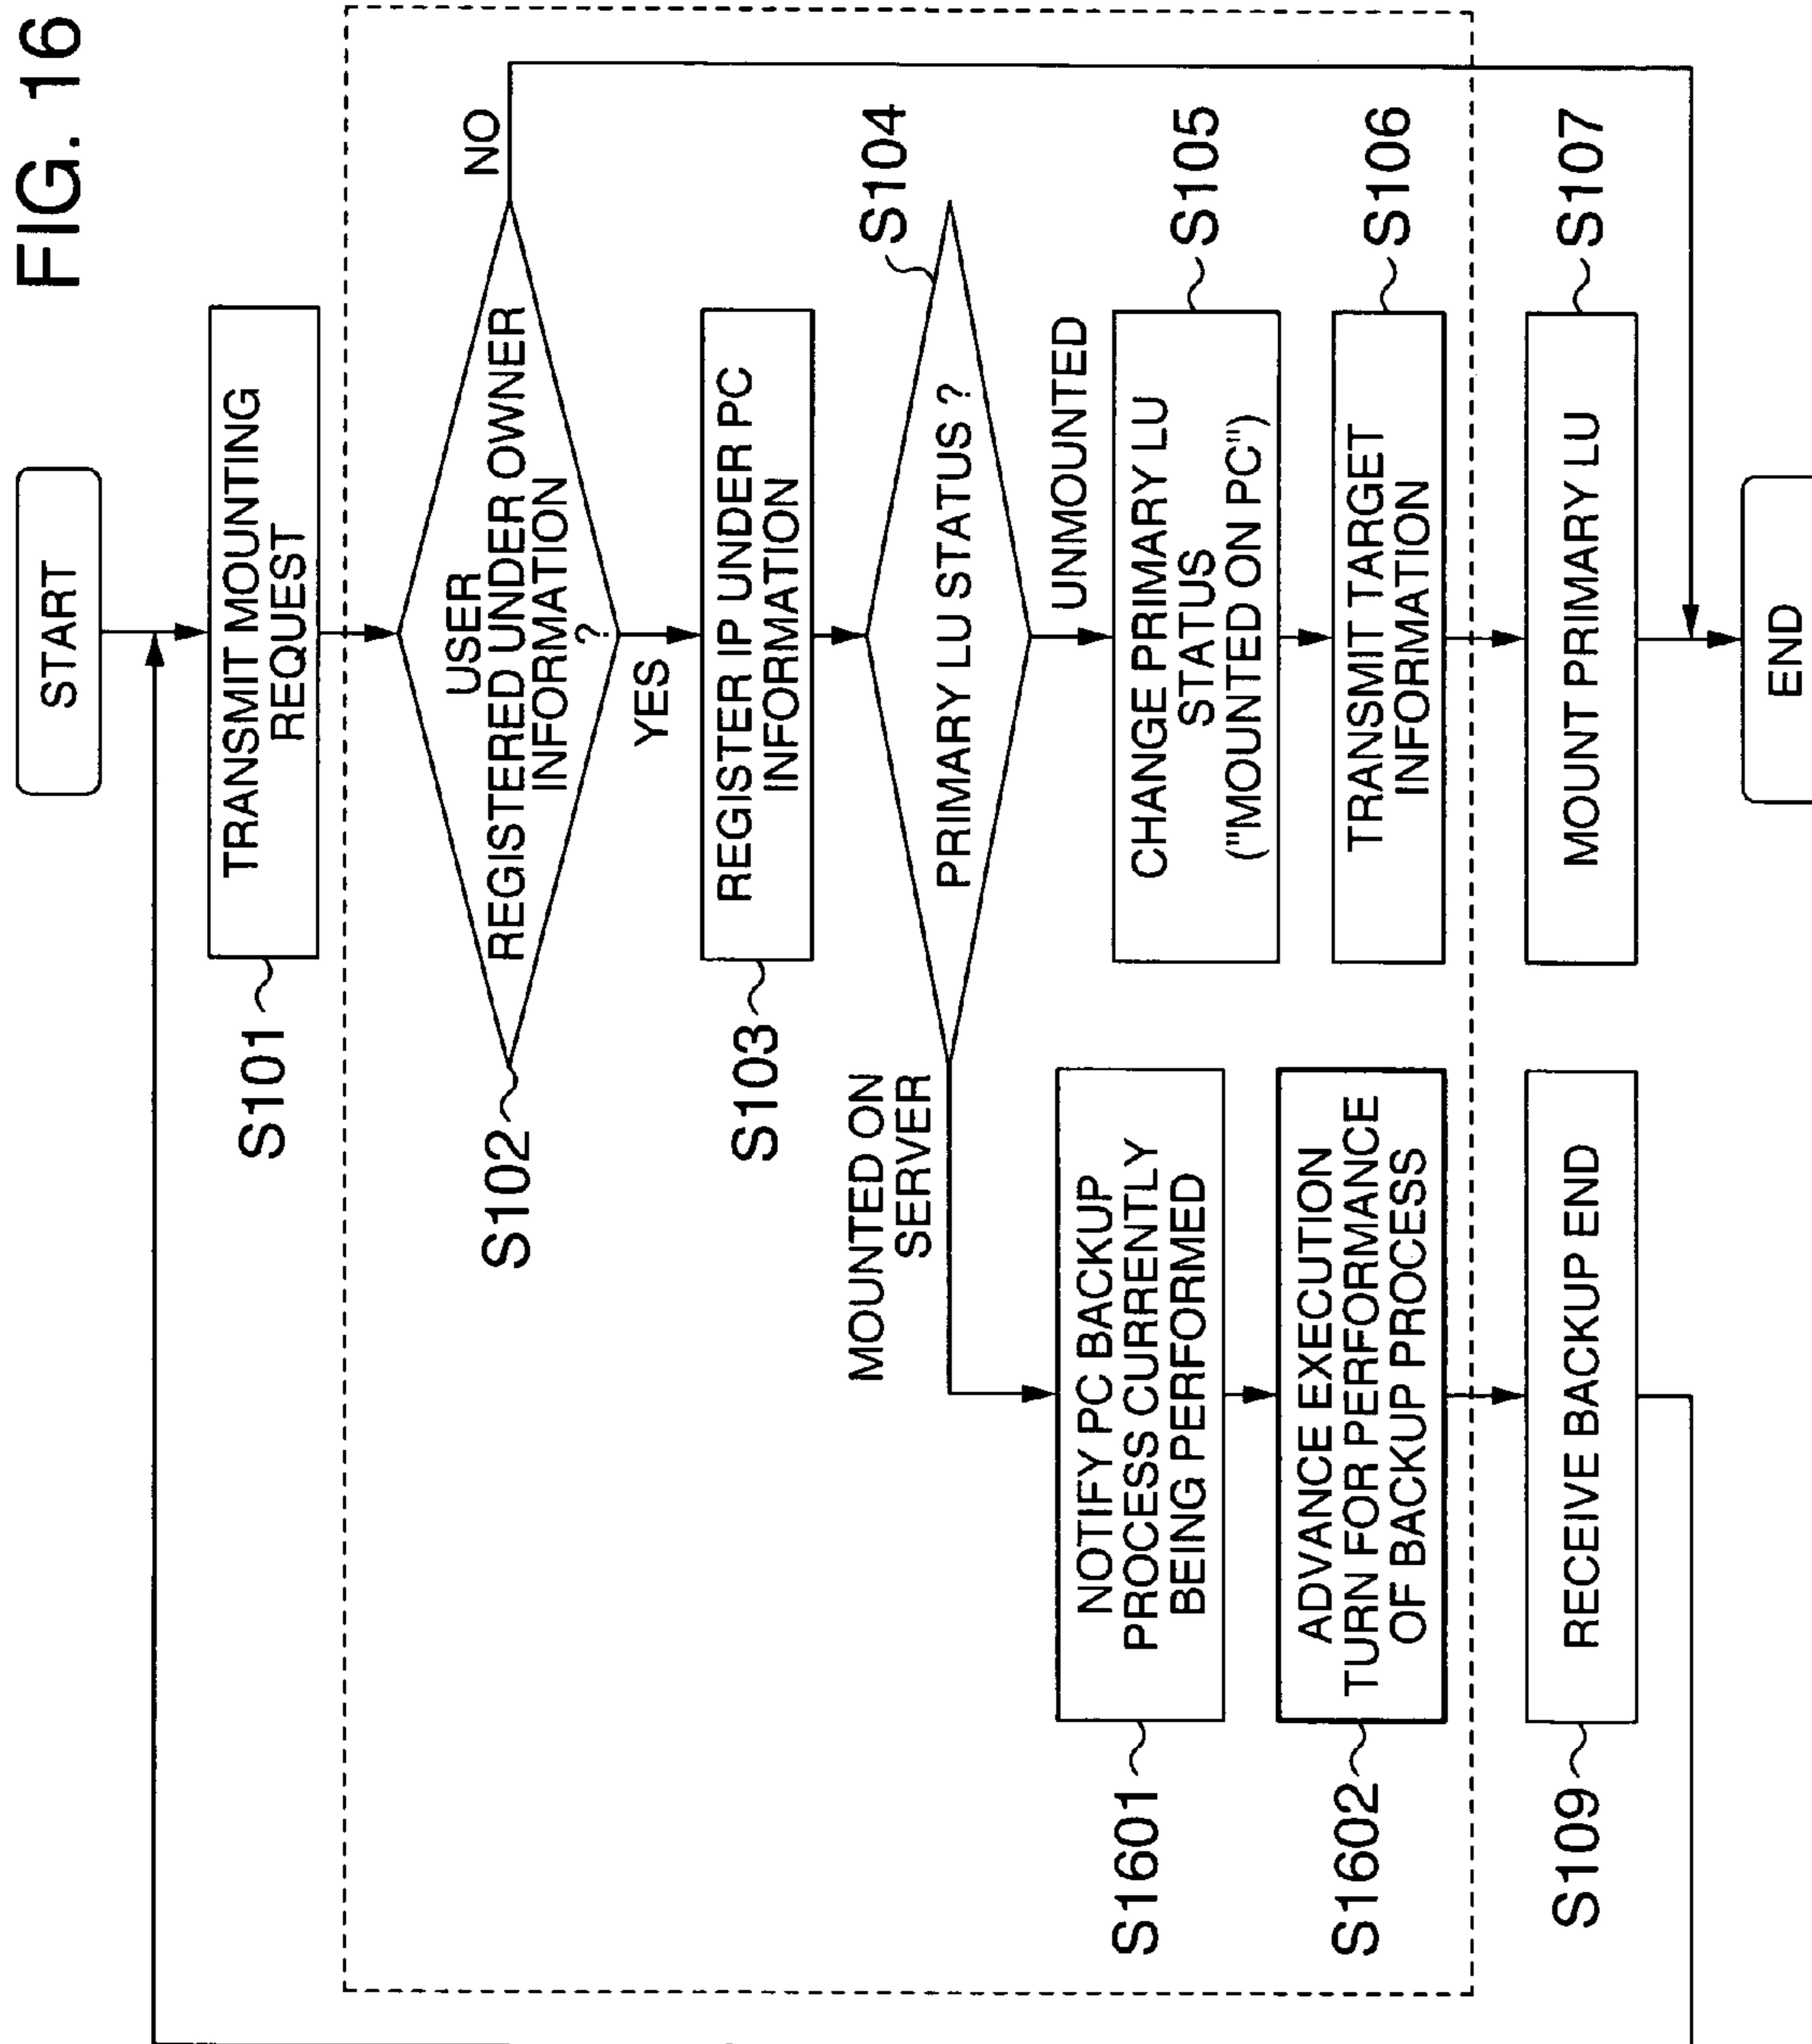 FIG. 16
START
TRANSMIT MOUNTING
REQUEST
S101
USER
REGISTERED UNDER OWNER
INFORMATION
?
S102
NO
YES
REGISTER IP UNDER PC
INFORMATION
S103
PRIMARY LU STATUS ?
S104
MOUNTED ON
SERVER
UNMOUNTED
NOTIFY PC BACKUP
PROCESS CURRENTLY
BEING PERFORMED
S1601
CHANGE PRIMARY LU
STATUS
("MOUNTED ON PC")
S105
ADVANCE EXECUTION
TURN FOR PERFORMANCE
OF BACKUP PROCESS
S1602
TRANSMIT TARGET
INFORMATION
S106
RECEIVE BACKUP END
S109
MOUNT PRIMARY LU
S107
END